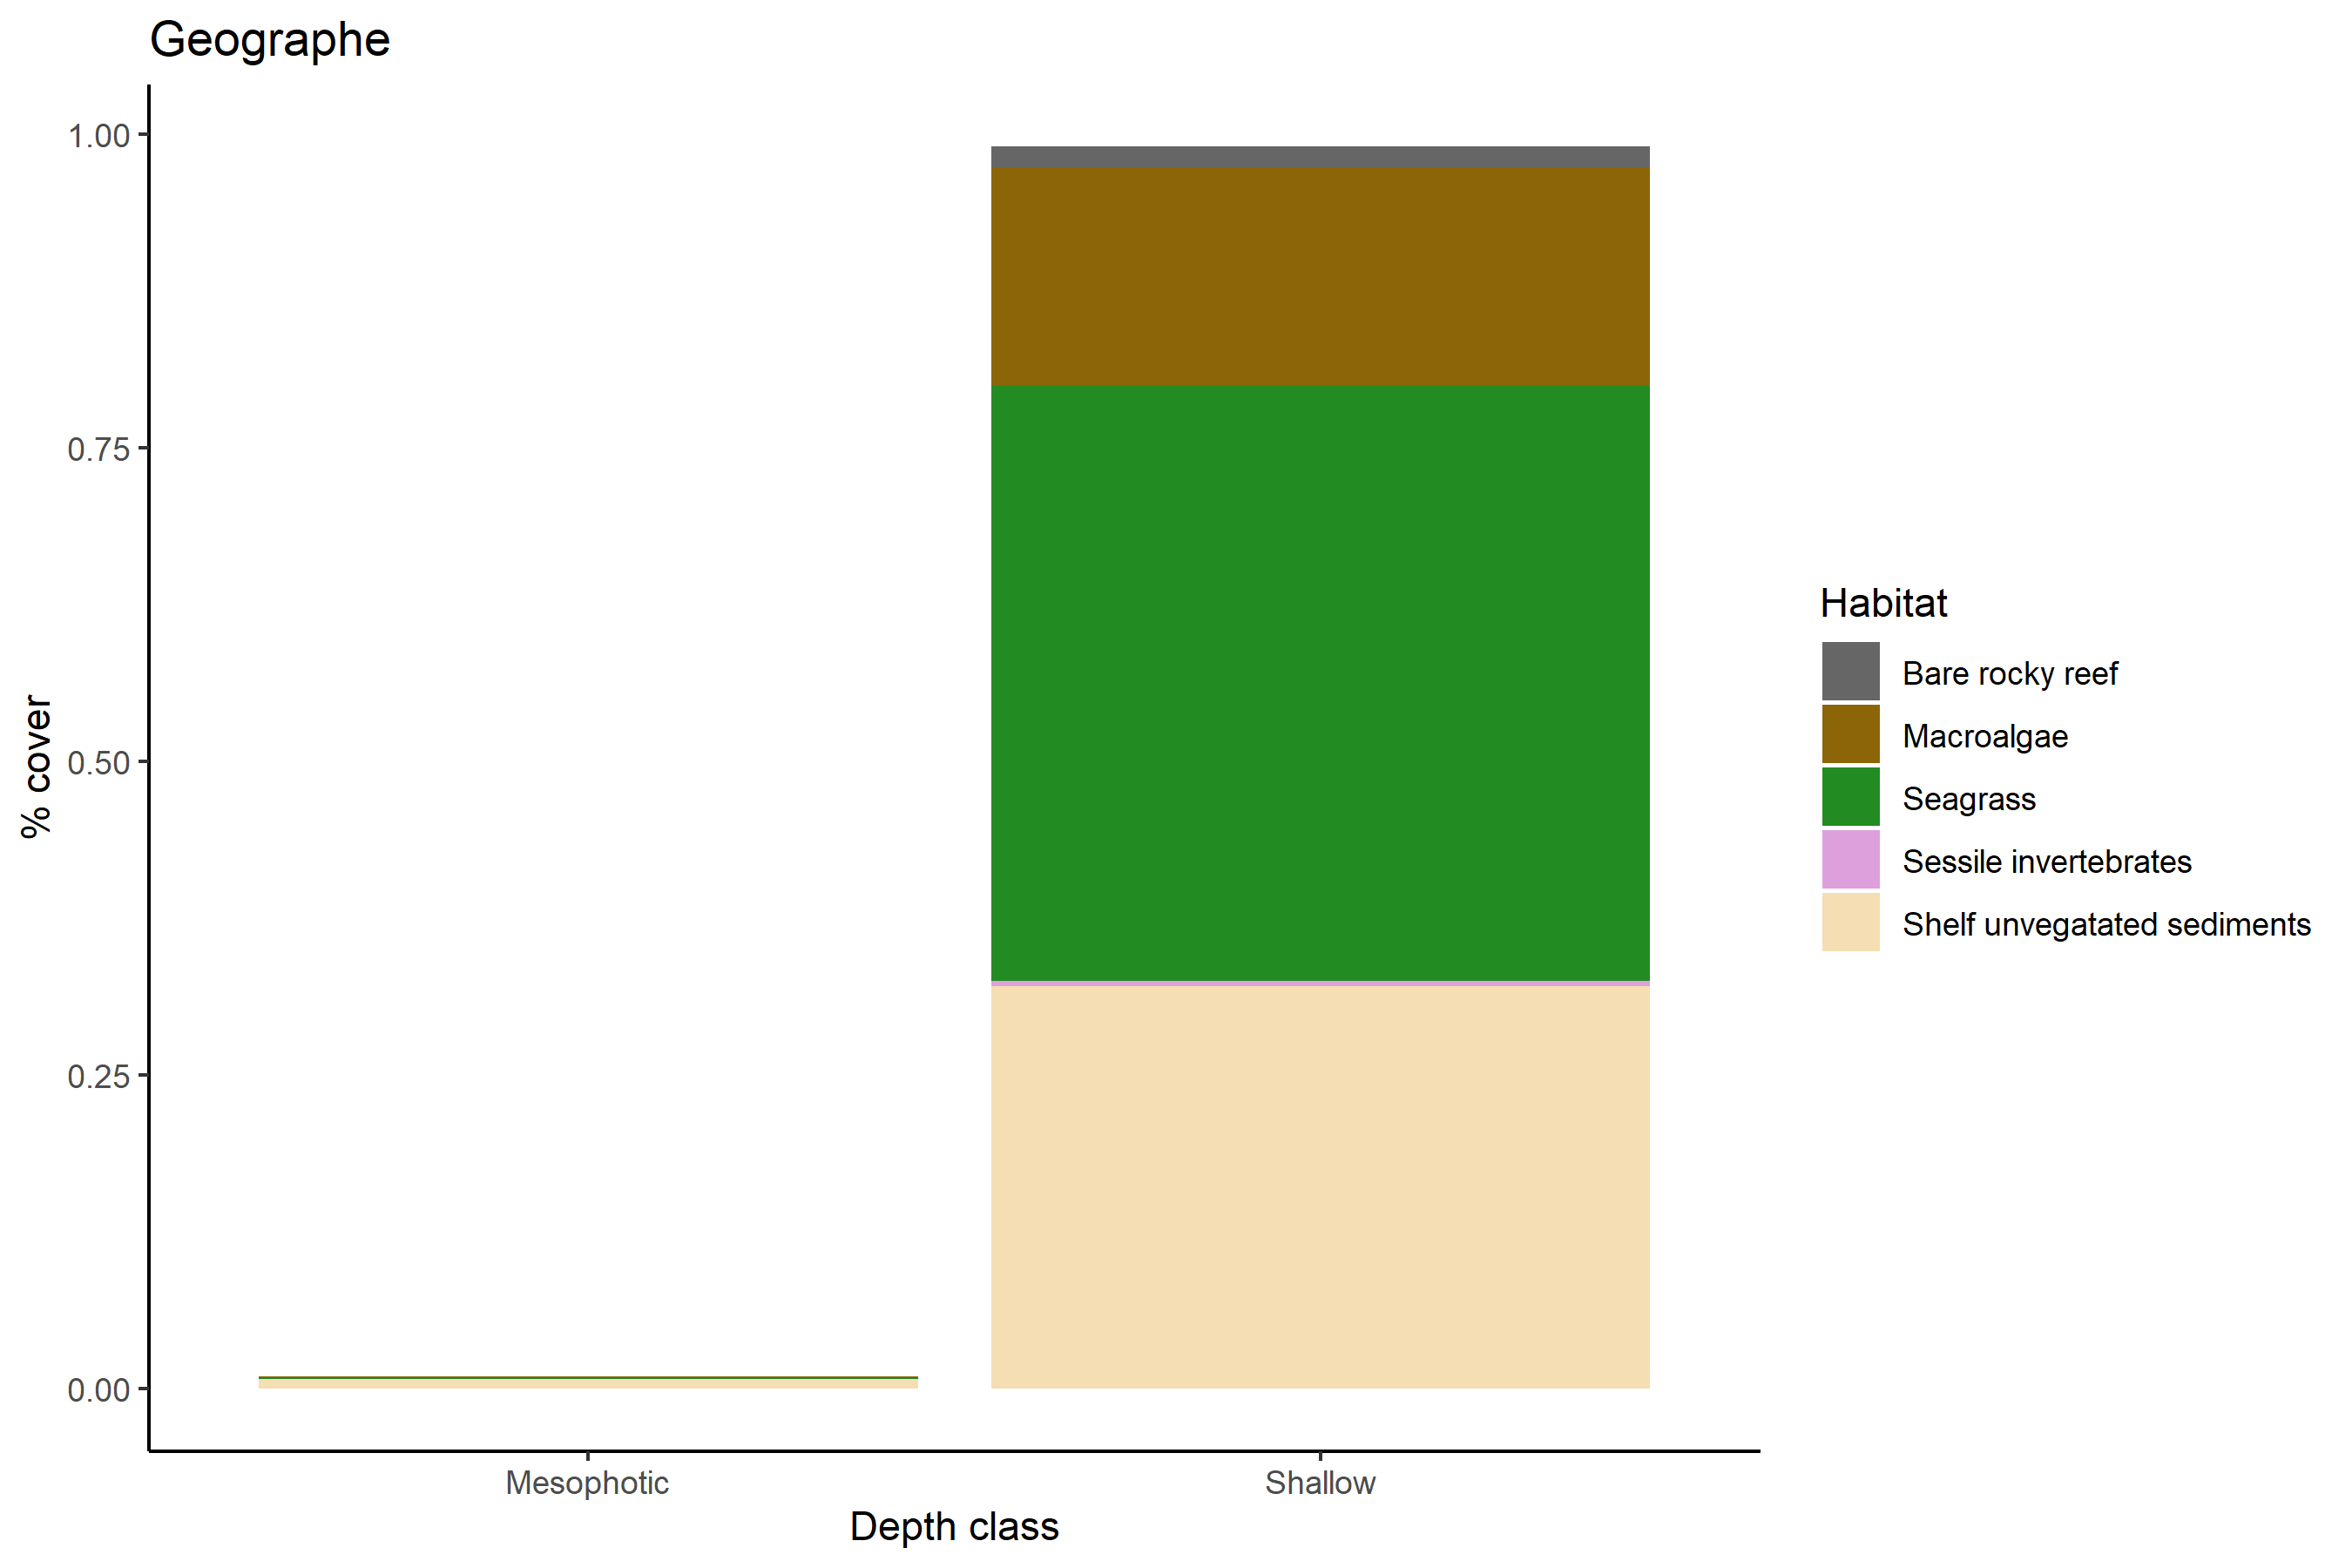 Geographe
1.00
0.75
0.50
0.25
0.00
% cover
Mesophotic
Shallow
Depth class
Habitat
Bare rocky reef
Macroalgae
Seagrass
Sessile invertebrates
Shelf unvegatated sediments